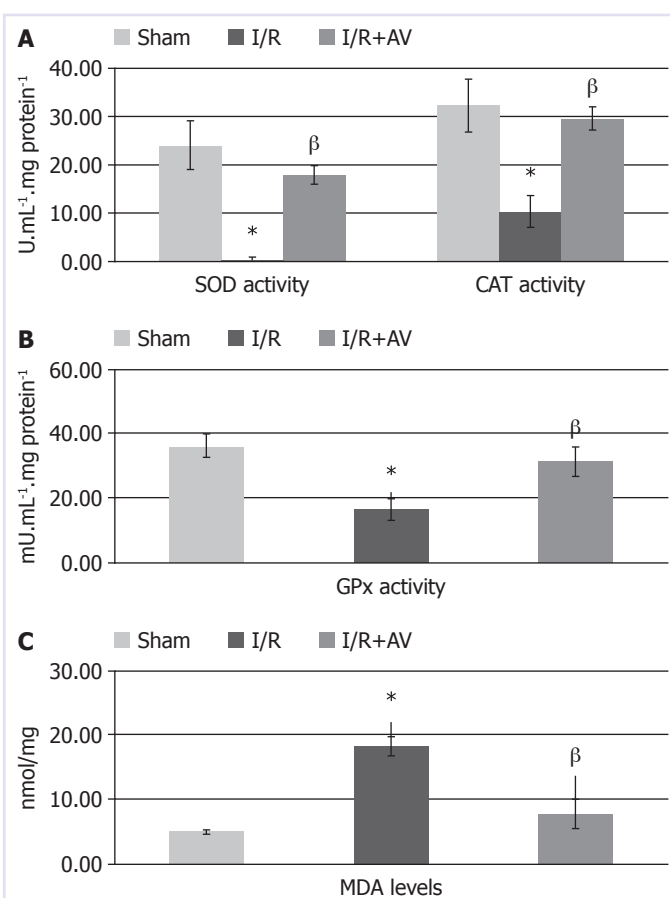 A Sham I/R I/R+AV
U.mL⁻¹.mg protein⁻¹
40.00
30.00
20.00
10.00
0.00
* β * β
SOD activity CAT activity
B Sham I/R I/R+AV
mU.mL⁻¹.mg protein⁻¹
60.00
40.00
20.00
0.00
* β
GPx activity
C Sham I/R I/R+AV
nmol/mg
30.00
20.00
10.00
0.00
* β
MDA levels